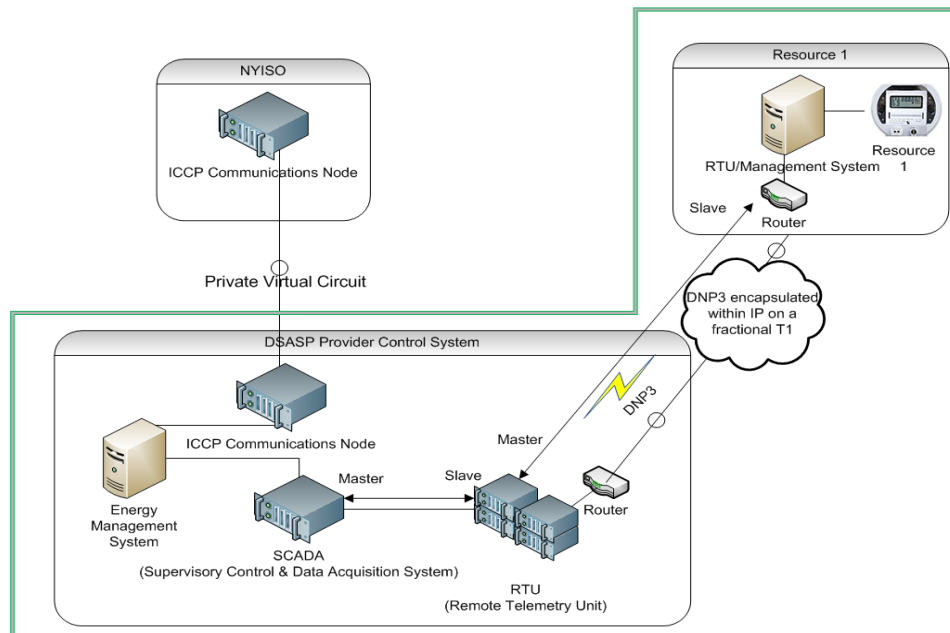 NYISO
ICCP Communications Node
Private Virtual Circuit
Resource 1
RTU/Management System
Resource
1
Slave
Router
DNP3 encapsulated
within IP on a
fractional T1
DSASP Provider Control System
ICCP Communications Node
DNP3
Master
Energy
Management
System
Master
Slave
Router
SCADA
(Supervisory Control & Data Acquisition System)
RTU
(Remote Telemetry Unit)